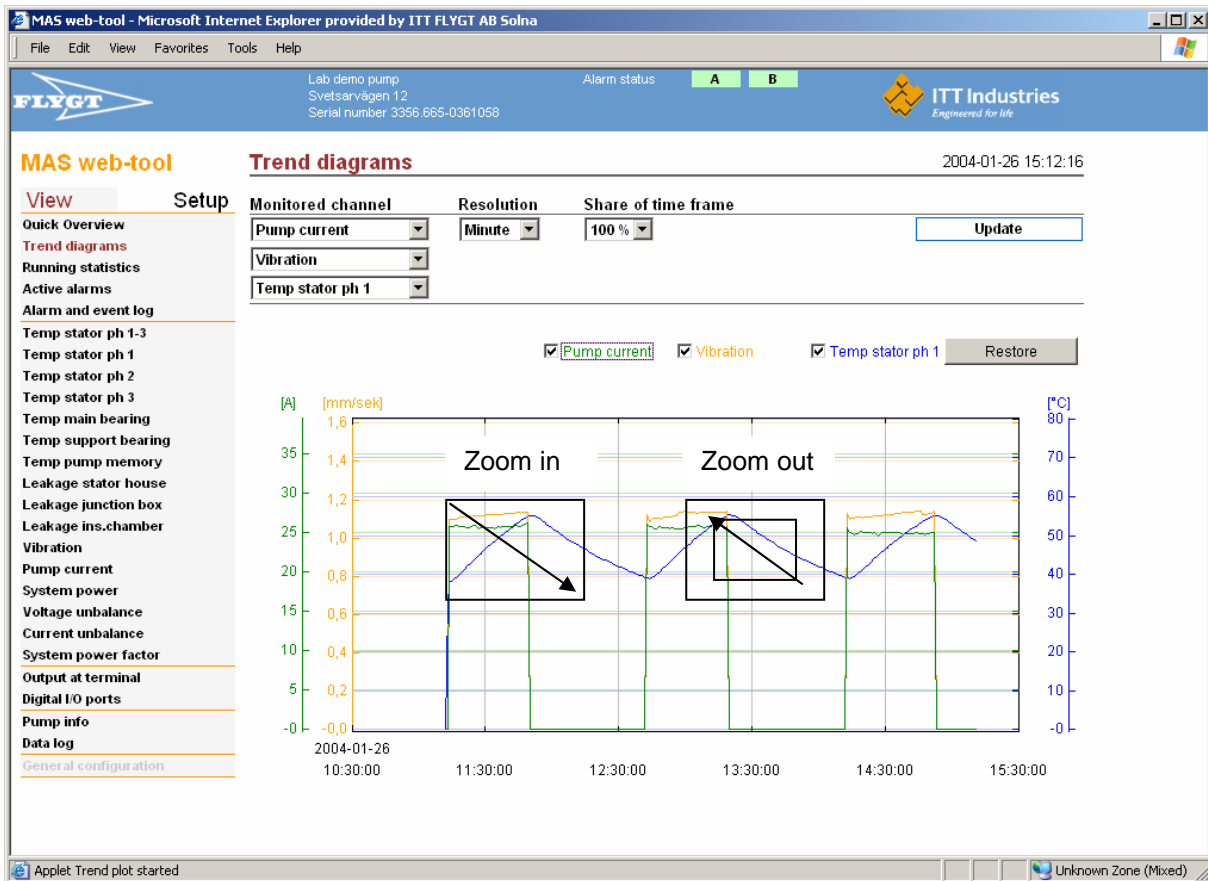 MAS web-tool - Microsoft Internet Explorer provided by ITT FLYGT AB Solna
File Edit View Favorites Tools Help
FLYGT
Lab demo pump
Svetsarvägen 12
Serial number 3356.665-0361058
Alarm status A B
ITT Industries
Engineered for life
MAS web-tool
Trend diagrams
2004-01-26 15:12:16
View Setup
Quick Overview
Trend diagrams
Running statistics
Active alarms
Alarm and event log
Temp stator ph 1-3
Temp stator ph 1
Temp stator ph 2
Temp stator ph 3
Temp main bearing
Temp support bearing
Temp pump memory
Leakage stator house
Leakage junction box
Leakage ins.chamber
Vibration
Pump current
System power
Voltage unbalance
Current unbalance
System power factor
Output at terminal
Digital I/O ports
Pump info
Data log
General configuration
Monitored channel Resolution Share of time frame
Pump current Minute 100 % Update
Vibration
Temp stator ph 1
Pump current Vibration Temp stator ph 1 Restore
[A] [mm/sek] [°C]
35
30
25
20
15
10
5
-0
1,6
1,4
1,2
1,0
0,8
0,6
0,4
0,2
-0,0
Zoom in Zoom out
80
70
60
50
40
30
20
10
-0
2004-01-26
10:30:00 11:30:00 12:30:00 13:30:00 14:30:00 15:30:00
Applet Trend plot started
Unknown Zone (Mixed)